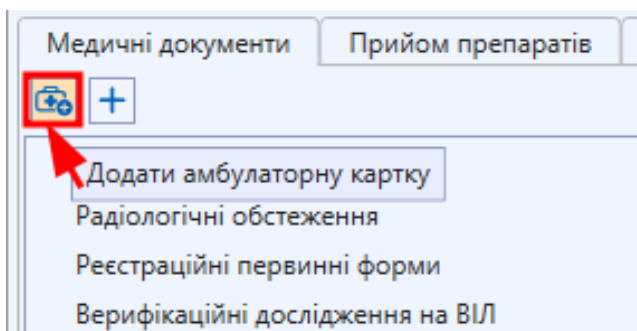 Медичні документи Прийом препаратів
Додати амбулаторну картку
Радіологічні обстеження
Реєстраційні первинні форми
Верифікаційні дослідження на ВІЛ